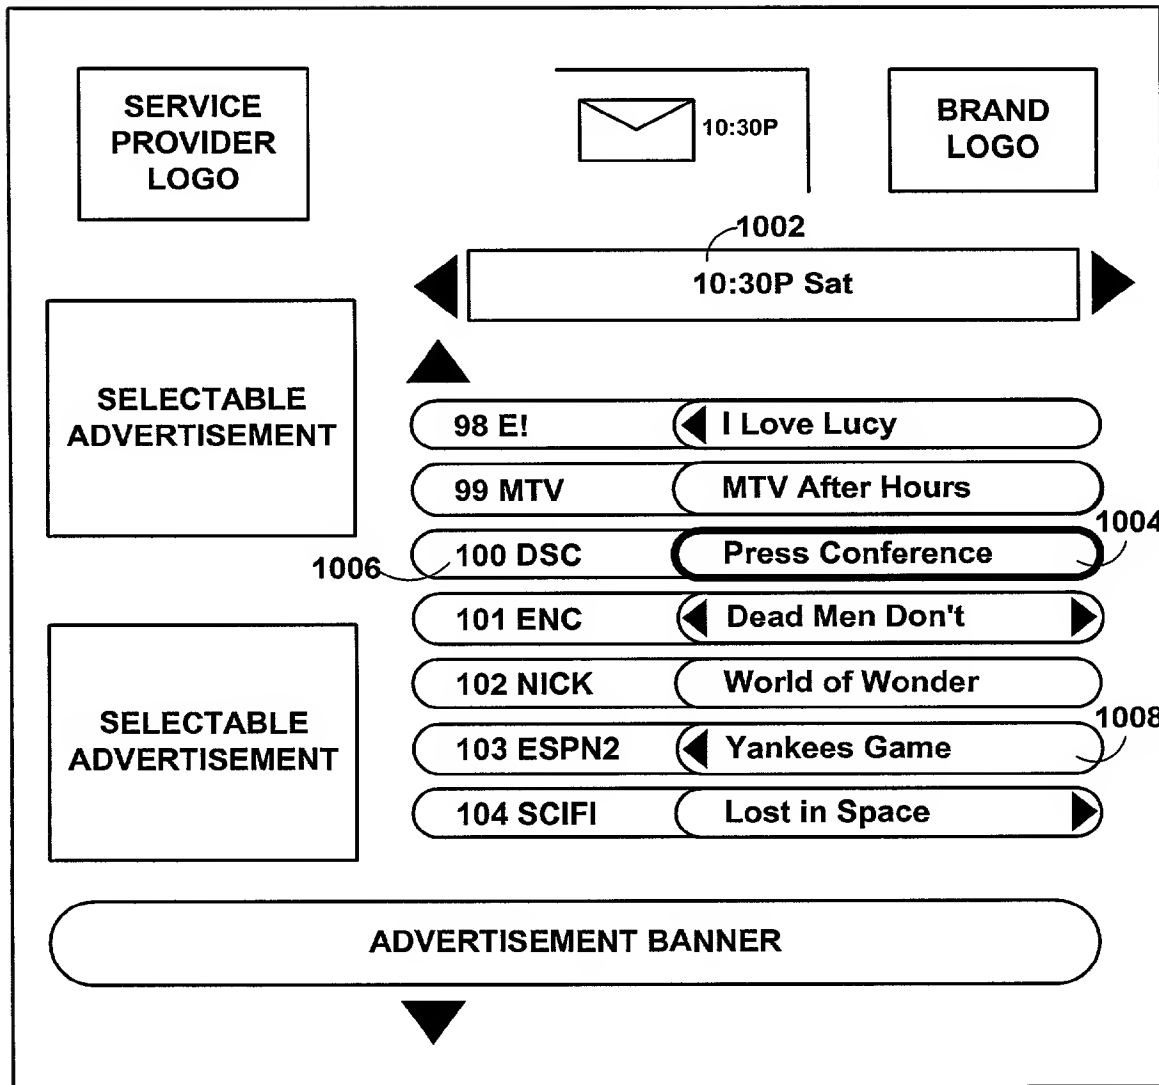 SERVICE
PROVIDER
LOGO
10:30P
BRAND
LOGO
1002
10:30P Sat
SELECTABLE
ADVERTISEMENT
98 E! I Love Lucy
99 MTV MTV After Hours
1004
100 DSC Press Conference
1006
101 ENC Dead Men Don't
102 NICK World of Wonder
SELECTABLE
ADVERTISEMENT
1008
103 ESPN2 Yankees Game
104 SCIFI Lost in Space
ADVERTISEMENT BANNER